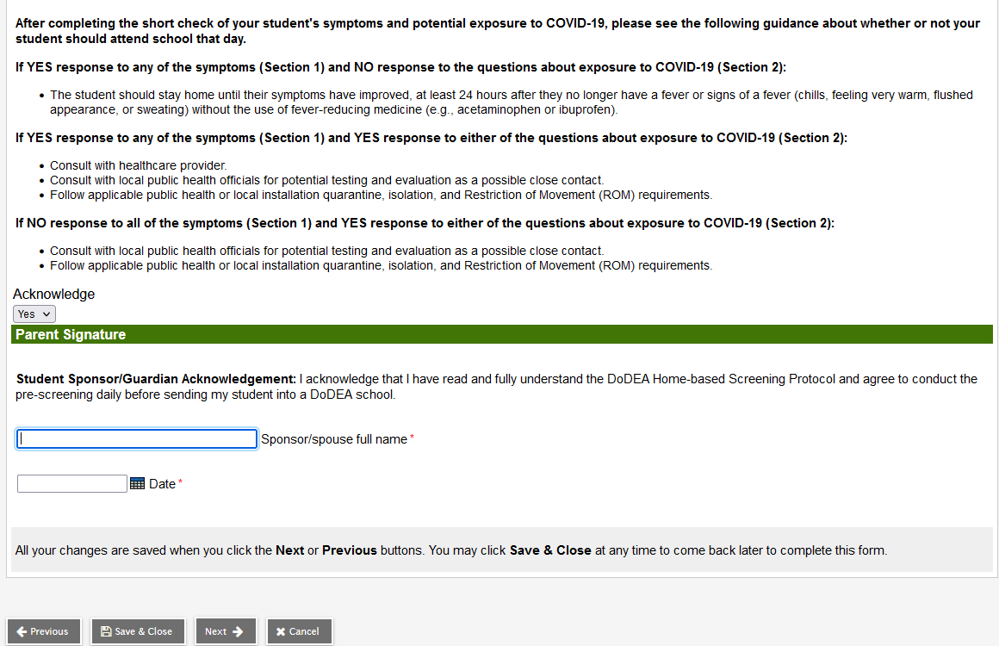 After completing the short check of your student's symptoms and potential exposure to COVID-19, please see the following guidance about whether or not your
student should attend school that day.
If YES response to any of the symptoms (Section 1) and NO response to the questions about exposure to COVID-19 (Section 2):
• The student should stay home until their symptoms have improved, at least 24 hours after they no longer have a fever or signs of a fever (chills, feeling very warm, flushed
appearance, or sweating) without the use of fever-reducing medicine (e.g., acetaminophen or ibuprofen).
If YES response to any of the symptoms (Section 1) and YES response to either of the questions about exposure to COVID-19 (Section 2):
• Consult with healthcare provider.
• Consult with local public health officials for potential testing and evaluation as a possible close contact.
• Follow applicable public health or local installation quarantine, isolation, and Restriction of Movement (ROM) requirements.
If NO response to all of the symptoms (Section 1) and YES response to either of the questions about exposure to COVID-19 (Section 2):
• Consult with local public health officials for potential testing and evaluation as a possible close contact.
• Follow applicable public health or local installation quarantine, isolation, and Restriction of Movement (ROM) requirements.
Acknowledge
Yes
Parent Signature
Student Sponsor/Guardian Acknowledgement: I acknowledge that I have read and fully understand the DoDEA Home-based Screening Protocol and agree to conduct the
pre-screening daily before sending my student into a DoDEA school.
Sponsor/spouse full name *
Date *
All your changes are saved when you click the Next or Previous buttons. You may click Save & Close at any time to come back later to complete this form.
Previous Save & Close Next Cancel